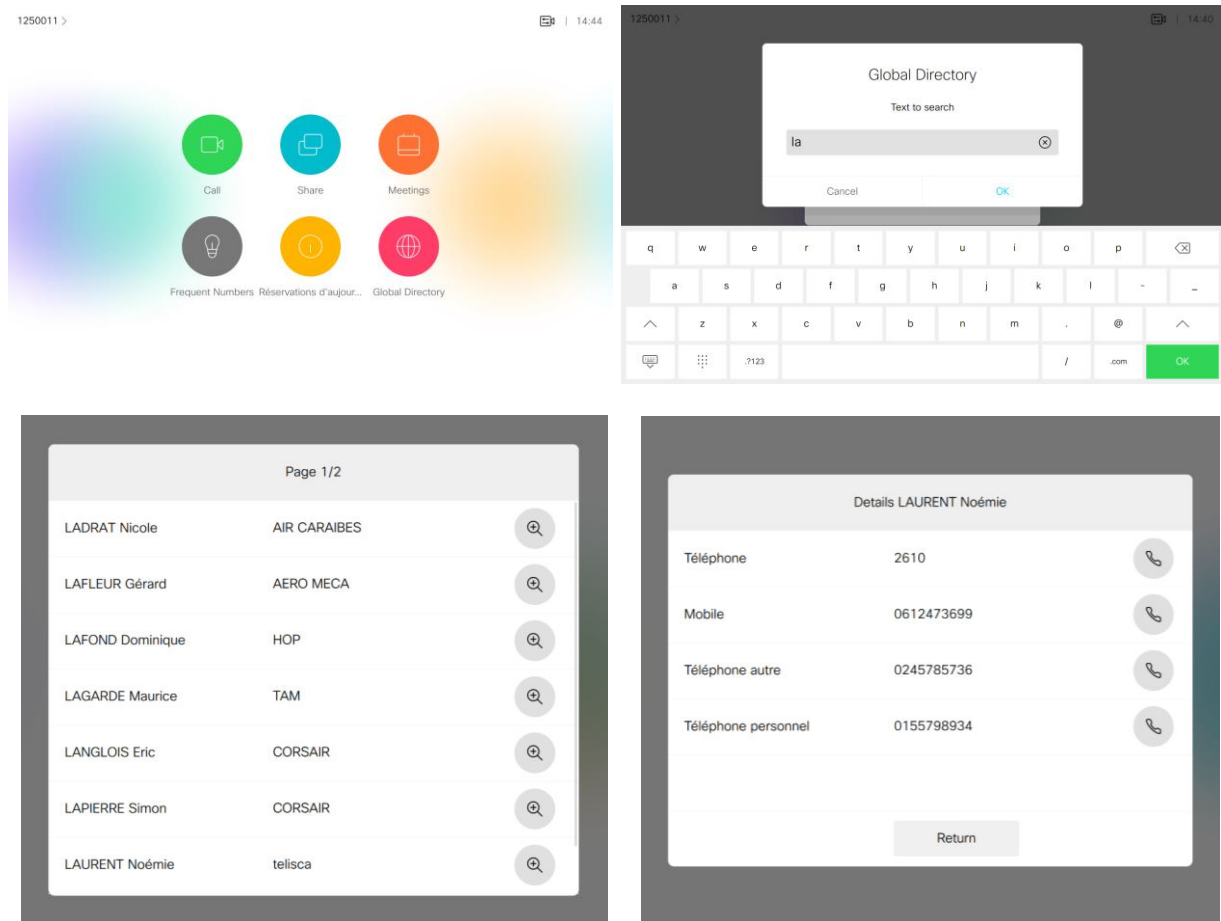 1250011 >
14:44
Call
Share
Meetings
Frequent Numbers
Réservations d'aujour...
Global Directory
1250011 >
14:40
Global Directory
Text to search
la
Cancel
OK
q w e r t y u i o p
a s d f g h j k l - _
z x c v b n m . @
.?123 / .com OK
Page 1/2
LADRAT Nicole AIR CARAIBES
LAFLEUR Gérard AERO MECA
LAFOND Dominique HOP
LAGARDE Maurice TAM
LANGLOIS Eric CORSAIR
LAPIERRE Simon CORSAIR
LAURENT Noémie telisca
Details LAURENT Noémie
Téléphone 2610
Mobile 0612473699
Téléphone autre 0245785736
Téléphone personnel 0155798934
Return